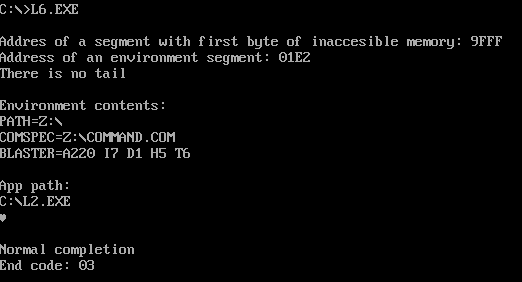 C:\>L6.EXE
Addres of a segment with first byte of inaccesible memory: 9FFF
Address of an environment segment: 01E2
There is no tail
Environment contents:
PATH=Z:\
COMSPEC=Z:\COMMAND.COM
BLASTER=A220 I7 D1 H5 T6
App path:
C:\L2.EXE
♥
Normal completion
End code: 03